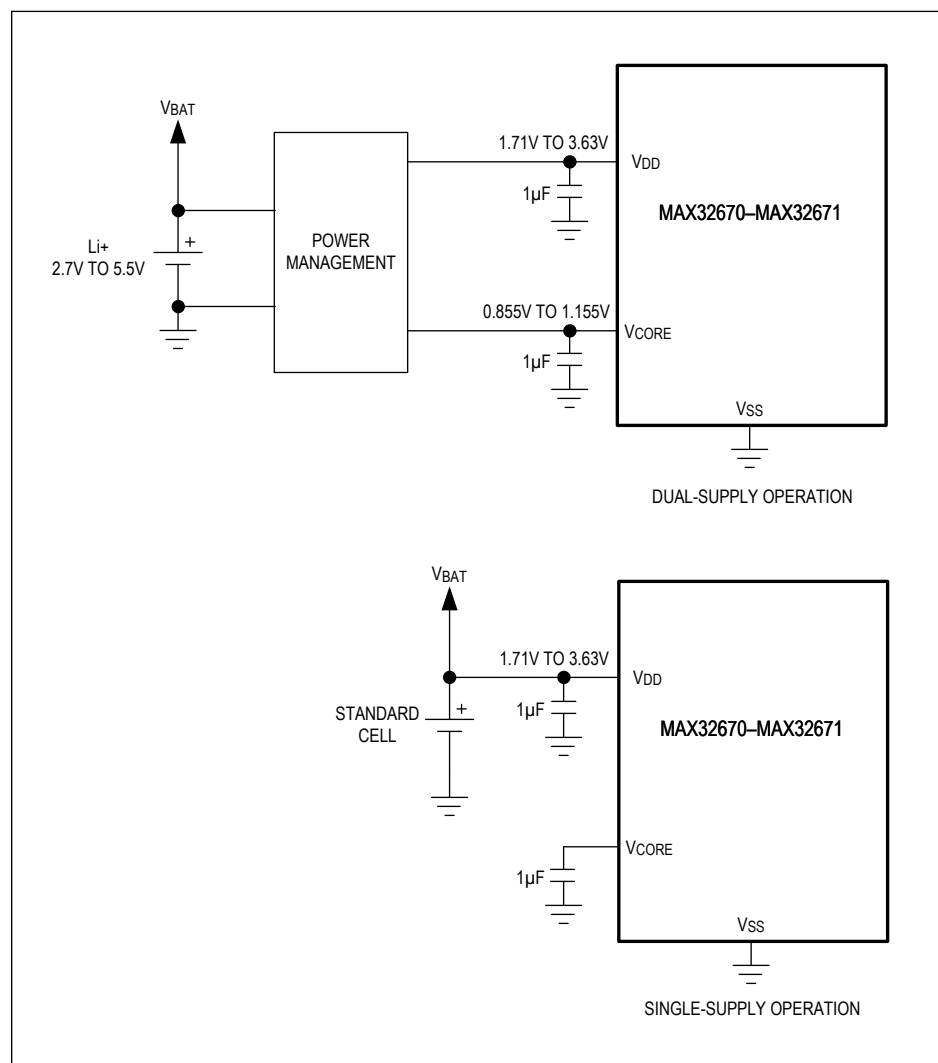 VBAT
1.71V TO 3.63V
VDD
1µF
MAX32670–MAX32671
Li+
2.7V TO 5.5V
+
POWER
MANAGEMENT
0.855V TO 1.155V
VCORE
1µF
VSS
DUAL-SUPPLY OPERATION
VBAT
1.71V TO 3.63V
VDD
STANDARD
CELL
+
1µF
MAX32670–MAX32671
VCORE
1µF
VSS
SINGLE-SUPPLY OPERATION